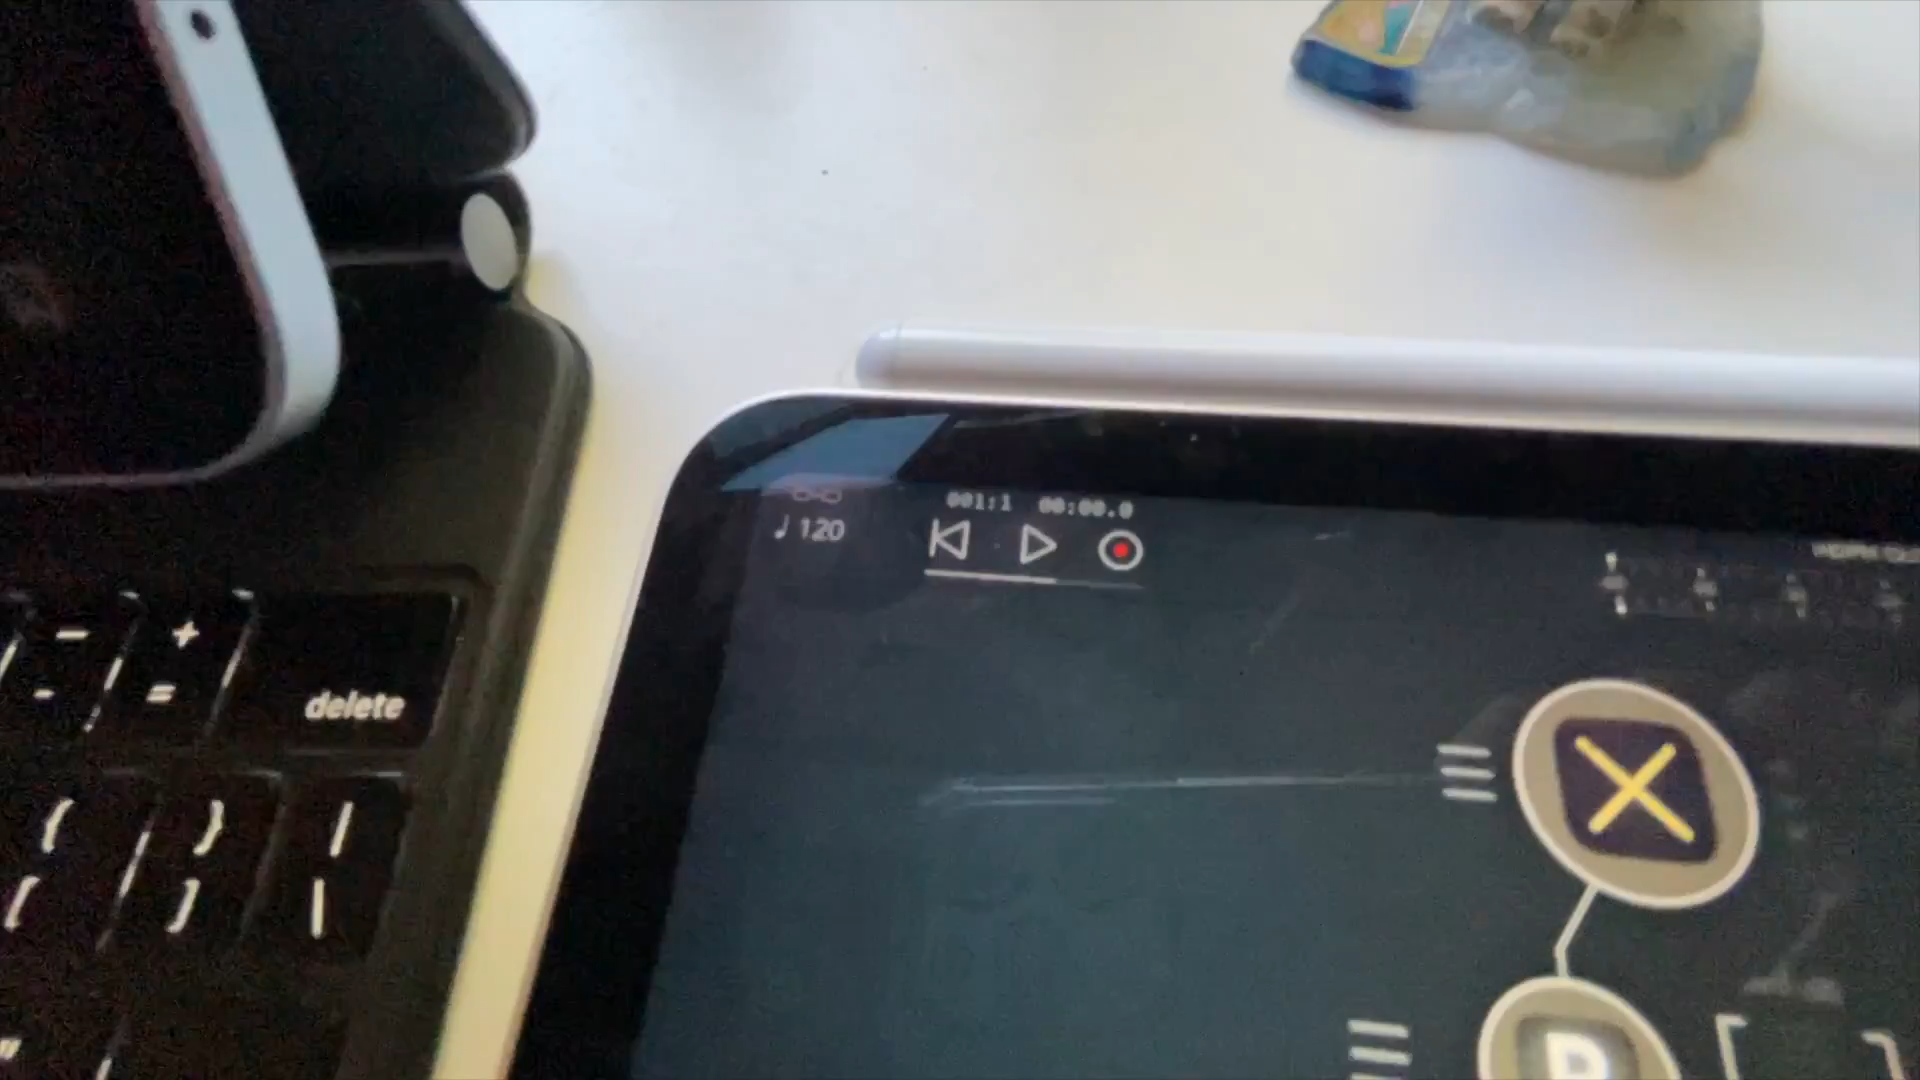 001:1 00:00.0
♩ 120
- +
- =
delete
{ } |
[ ] \
"